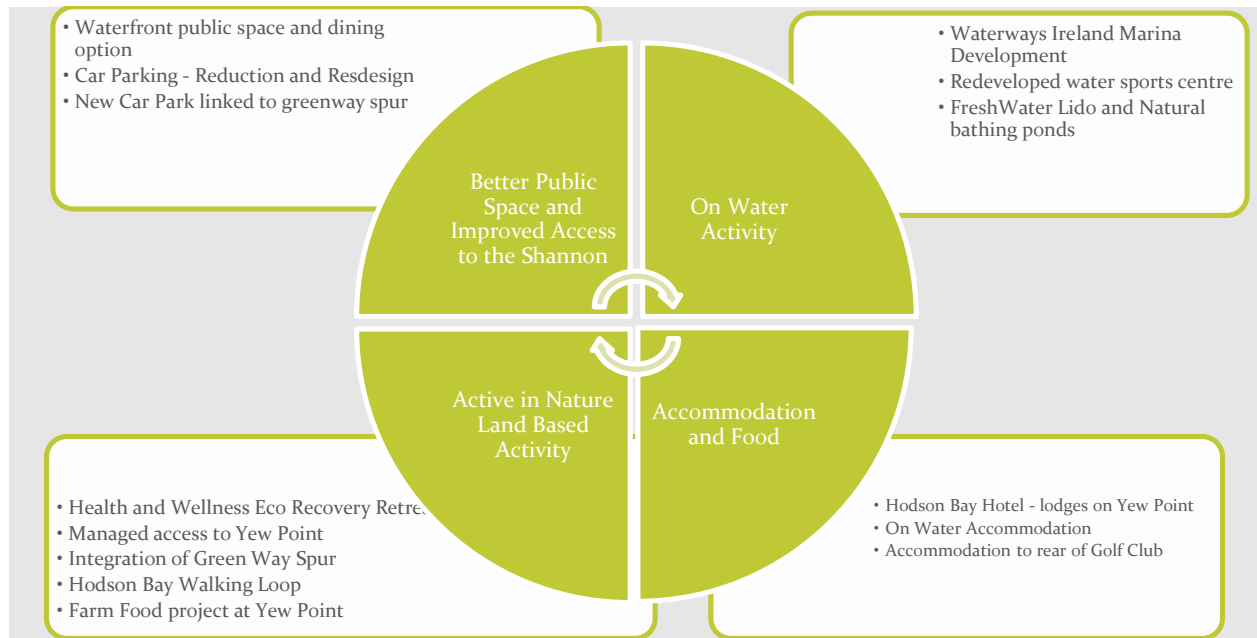 • Waterfront public space and dining
option
• Car Parking - Reduction and Resdesign
• New Car Park linked to greenway spur
• Waterways Ireland Marina
Development
• Redeveloped water sports centre
• FreshWater Lido and Natural
bathing ponds
Better Public
Space and
Improved Access
to the Shannon
On Water
Activity
Active in Nature
Land Based
Activity
Accommodation
and Food
• Health and Wellness Eco Recovery Retre
• Managed access to Yew Point
• Integration of Green Way Spur
• Hodson Bay Walking Loop
• Farm Food project at Yew Point
• Hodson Bay Hotel - lodges on Yew Point
• On Water Accommodation
• Accommodation to rear of Golf Club